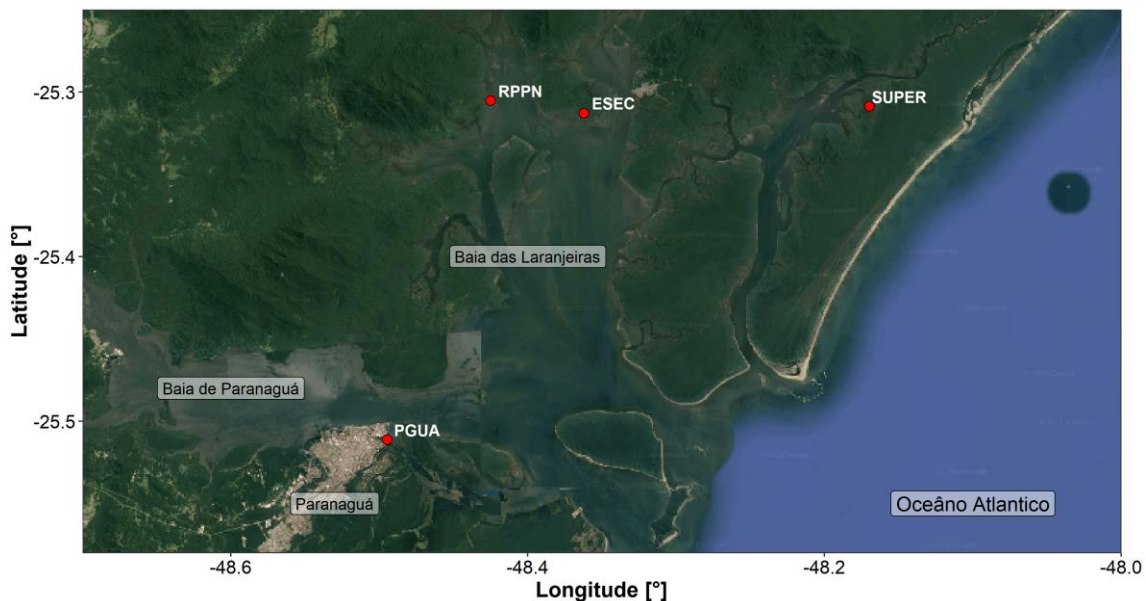 -25.3
-25.4
-25.5
Latitude [°]
RPPN
ESEC
SUPER
Baia das Laranjeiras
Baia de Paranaguá
PGUA
Paranaguá
Oceâno Atlantico
-48.6
-48.4
-48.2
-48.0
Longitude [°]